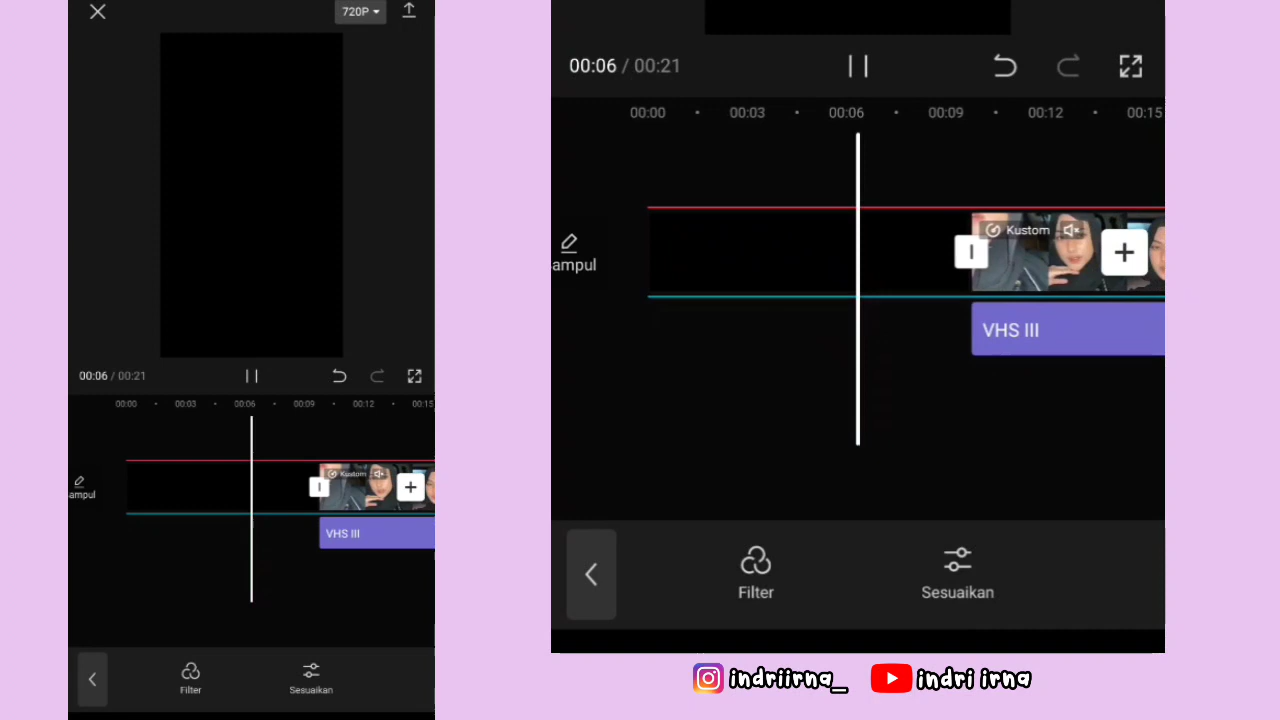 720P
00:06 / 00:21
00:00 00:03 00:06 00:09 00:12 00:15
Kustom
ampul
VHS III
Filter Sesuaikan
00:06 / 00:21
00:00 00:03 00:06 00:09 00:12 00:15
Kustom
ampul
VHS III
Filter Sesuaikan
indriirna_ indri irna